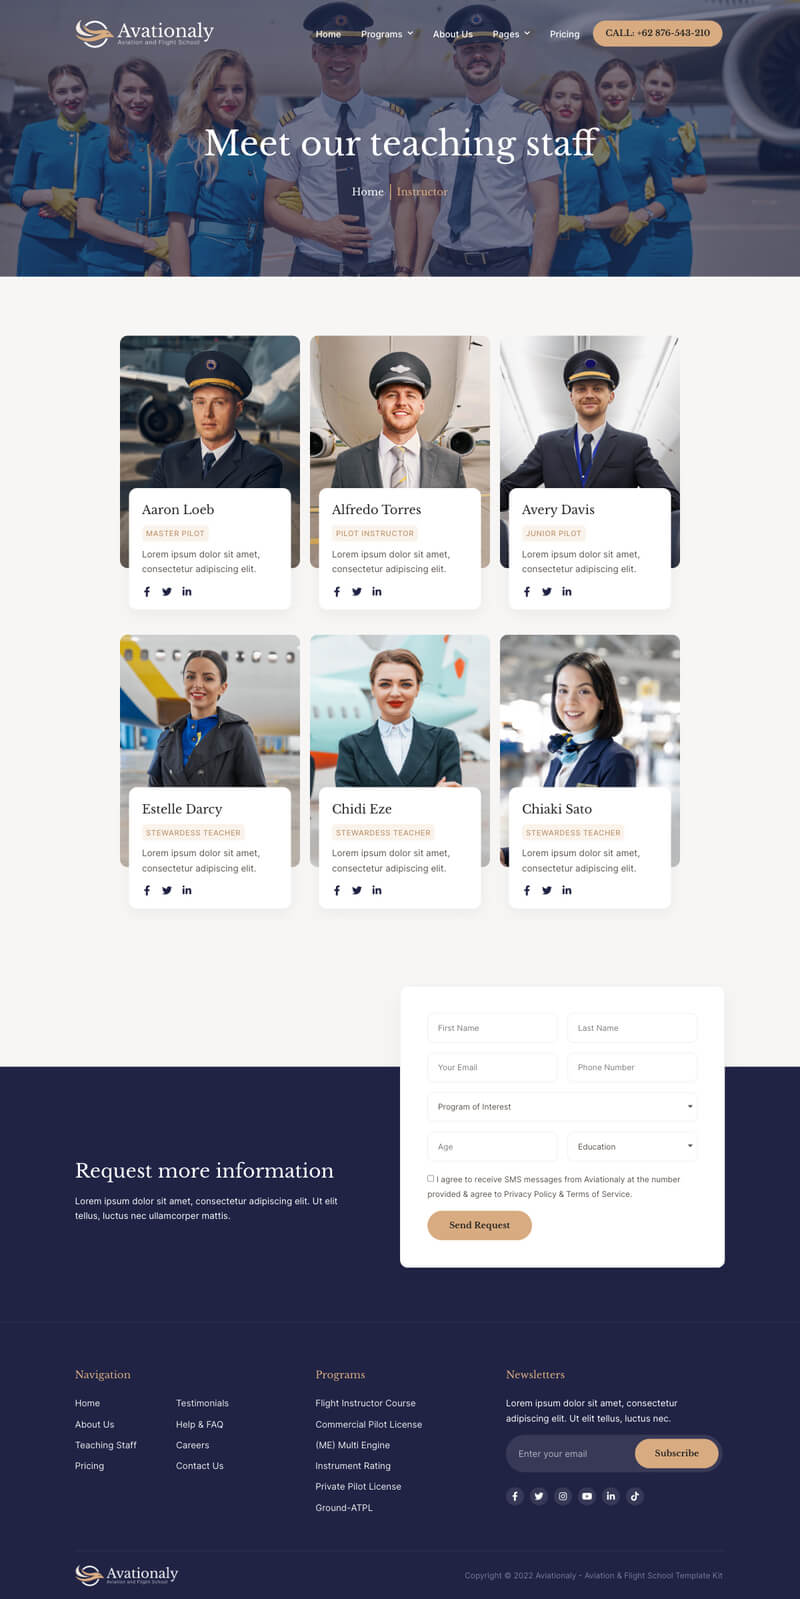 Avationaly
Aviation and Flight School
Home
Programs
About Us
Pages
Pricing
CALL: +62 876-543-210
Meet our teaching staff
Home
Instructor
Aaron Loeb
MASTER PILOT
Lorem ipsum dolor sit amet,
consectetur adipiscing elit.
Alfredo Torres
PILOT INSTRUCTOR
Lorem ipsum dolor sit amet,
consectetur adipiscing elit.
Avery Davis
JUNIOR PILOT
Lorem ipsum dolor sit amet,
consectetur adipiscing elit.
Estelle Darcy
STEWARDESS TEACHER
Lorem ipsum dolor sit amet,
consectetur adipiscing elit.
Chidi Eze
STEWARDESS TEACHER
Lorem ipsum dolor sit amet,
consectetur adipiscing elit.
Chiaki Sato
STEWARDESS TEACHER
Lorem ipsum dolor sit amet,
consectetur adipiscing elit.
First Name
Last Name
Your Email
Phone Number
Program of Interest
Age
Education
I agree to receive SMS messages from Aviationaly at the number
provided & agree to Privacy Policy & Terms of Service.
Send Request
Request more information
Lorem ipsum dolor sit amet, consectetur adipiscing elit. Ut elit
tellus, luctus nec ullamcorper mattis.
Navigation
Home
About Us
Teaching Staff
Pricing
Testimonials
Help & FAQ
Careers
Contact Us
Programs
Flight Instructor Course
Commercial Pilot License
(ME) Multi Engine
Instrument Rating
Private Pilot License
Ground-ATPL
Newsletters
Lorem ipsum dolor sit amet, consectetur
adipiscing elit. Ut elit tellus, luctus nec.
Enter your email
Subscribe
Avationaly
Aviation and Flight School
Copyright © 2022 Aviationaly - Aviation & Flight School Template Kit